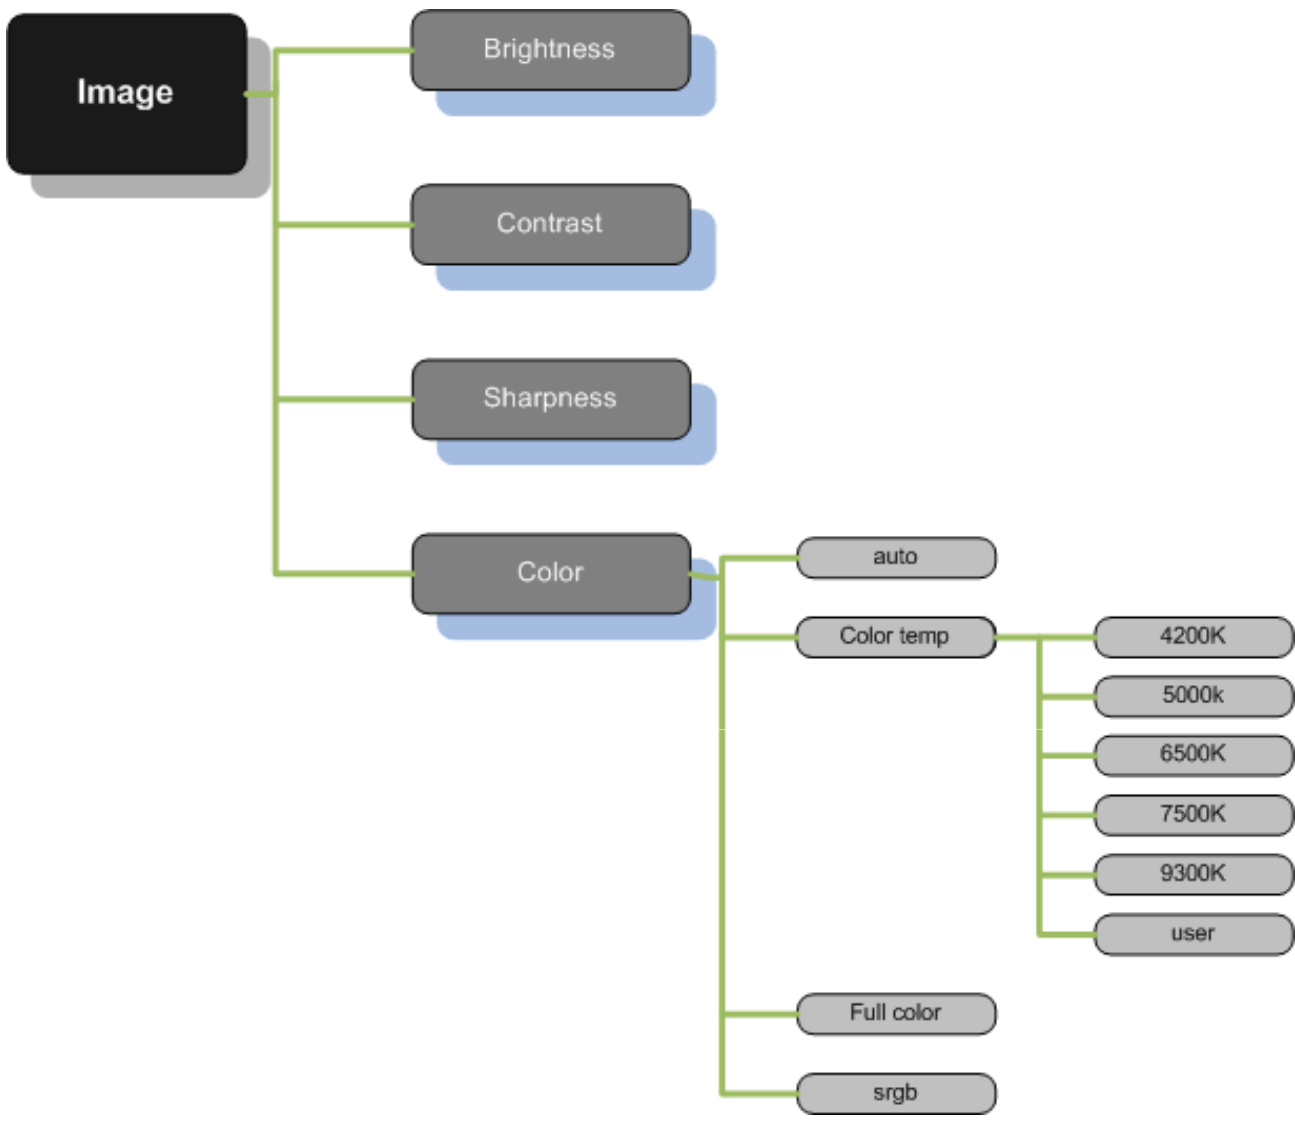 Image
Brightness
Contrast
Sharpness
Color
auto
Color temp
4200K
5000k
6500K
7500K
9300K
user
Full color
srgb